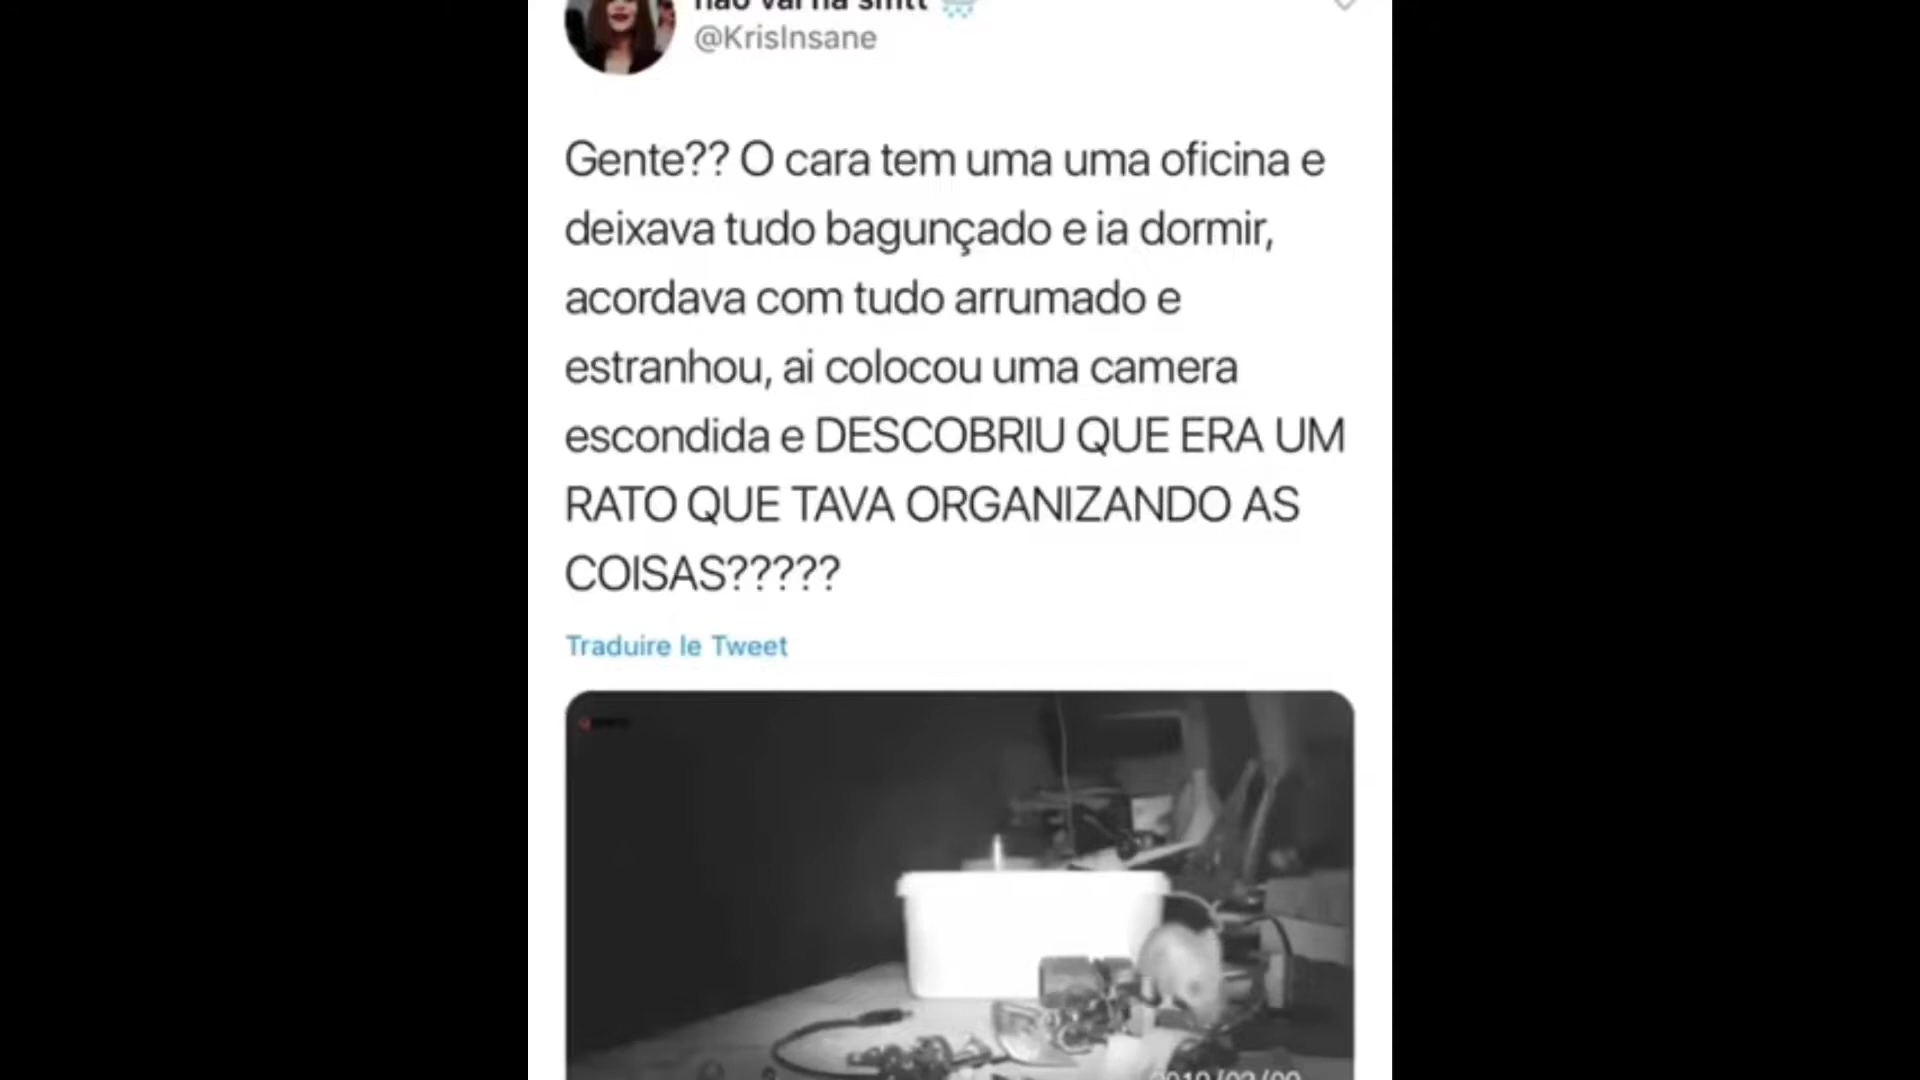 @KrisInsane
Gente?? O cara tem uma uma oficina e
deixava tudo bagunçado e ia dormir,
acordava com tudo arrumado e
estranhou, ai colocou uma camera
escondida e DESCOBRIU QUE ERA UM
RATO QUE TAVA ORGANIZANDO AS
COISAS?????
Traduire le Tweet